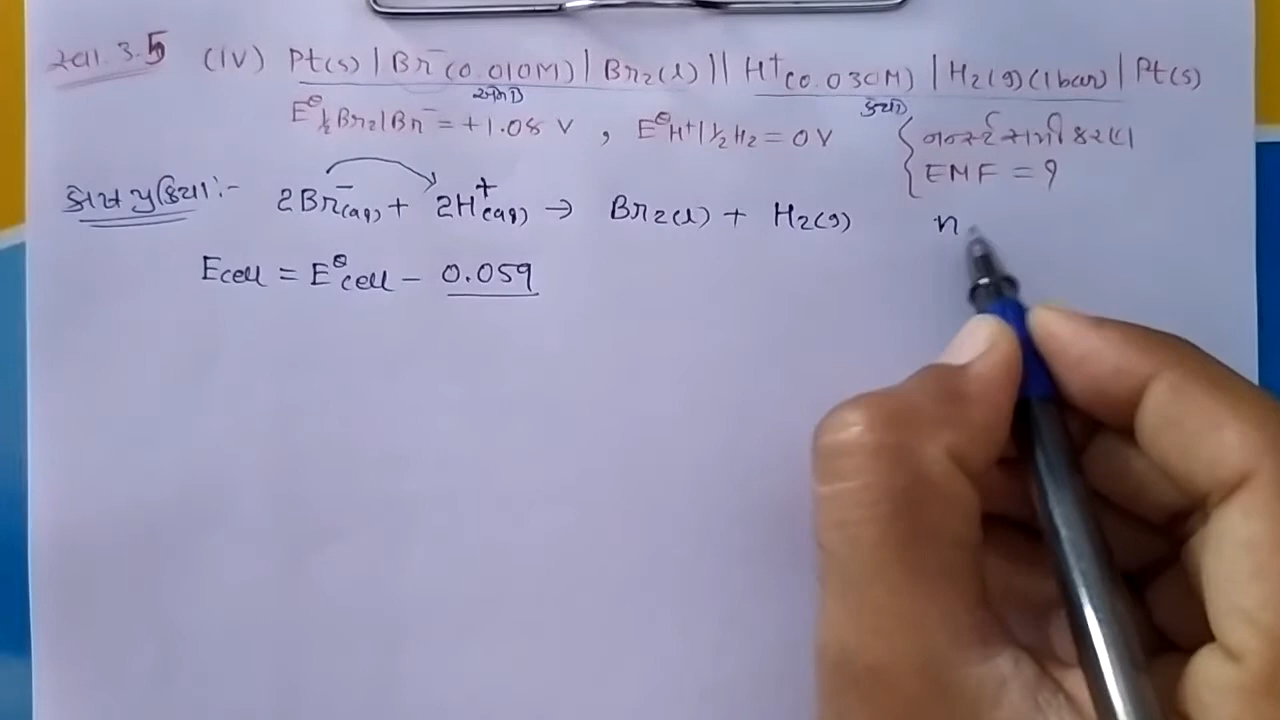 સ્વા. 3.5 (iv) Pt(s) | Br⁻(0.010M) | Br₂(l) || H⁺(0.030M) | H₂(g)(1bar) | Pt(s)
એનોડ કેથોડ
E⊖½Br₂|Br⁻ = +1.08 V , E⊖H⁺|½H₂ = 0V
{ નર્ન્સ્ટ સમી કરણ
EMF = ?
કોષ પ્રક્રિયા:- 2Br⁻(aq) + 2H⁺(aq) → Br₂(l) + H₂(g) n
Ecell = E⊖cell - 0.059